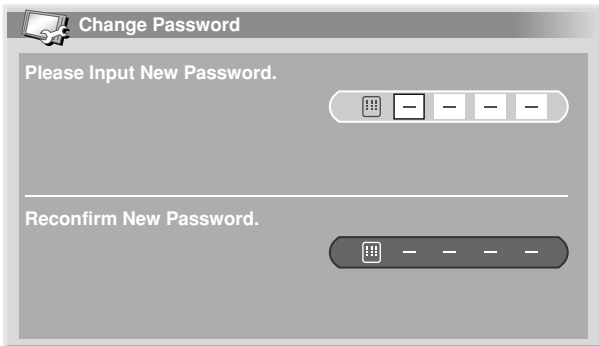 Change Password
Please Input New Password.
– – – –
Reconfirm New Password.
– – – –